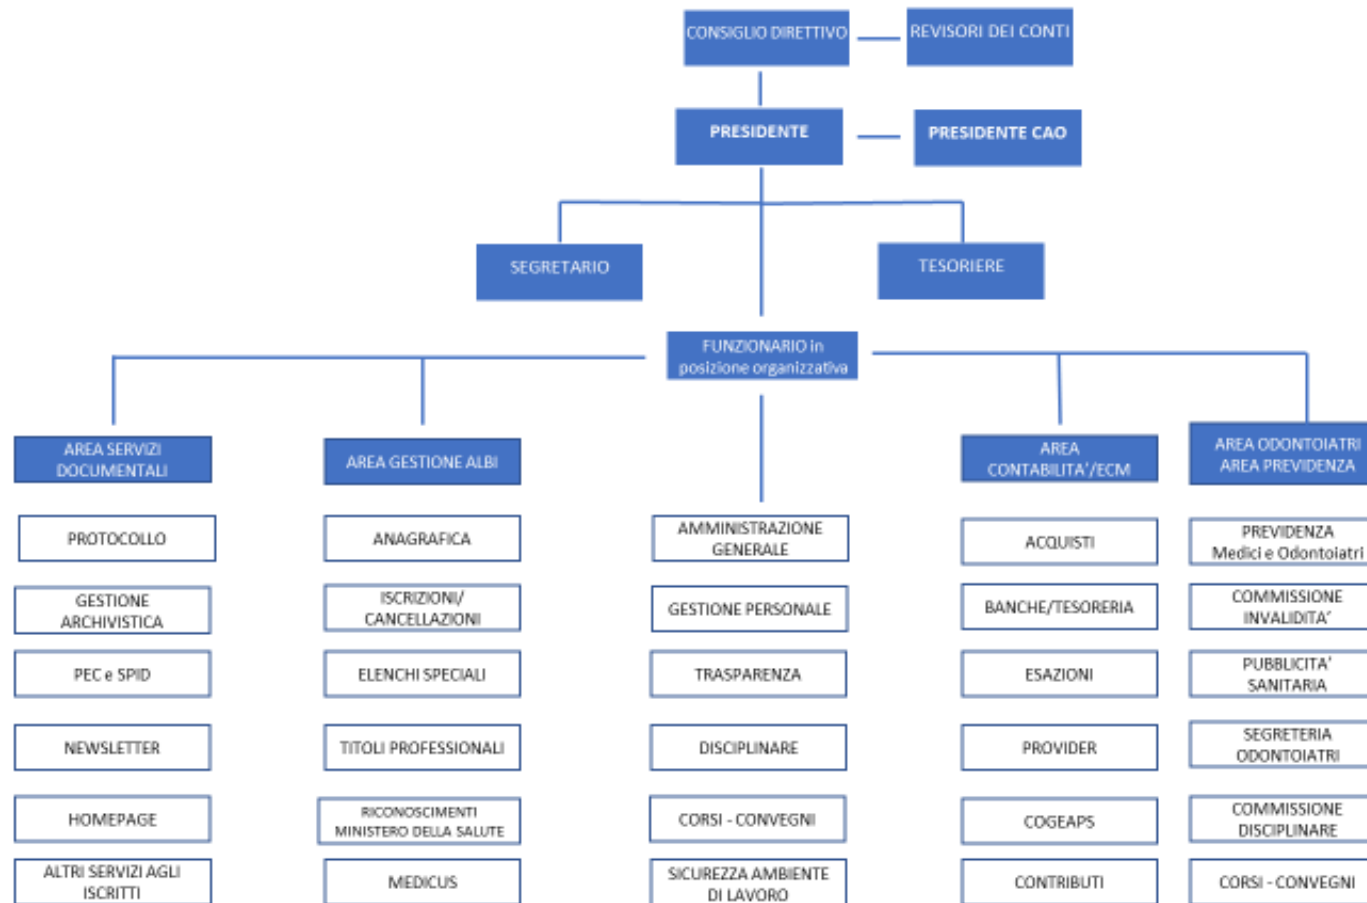 CONSIGLIO DIRETTIVO
REVISORI DEI CONTI
PRESIDENTE
PRESIDENTE CAO
SEGRETARIO
TESORIERE
FUNZIONARIO in
posizione organizzativa
AREA SERVIZI
DOCUMENTALI
AREA GESTIONE ALBI
AREA
CONTABILITA'/ECM
AREA ODONTOIATRI
AREA PREVIDENZA
PROTOCOLLO
GESTIONE
ARCHIVISTICA
PEC e SPID
NEWSLETTER
HOMEPAGE
ALTRI SERVIZI AGLI
ISCRITTI
ANAGRAFICA
ISCRIZIONI/
CANCELLAZIONI
ELENCHI SPECIALI
TITOLI PROFESSIONALI
RICONOSCIMENTI
MINISTERO DELLA SALUTE
MEDICUS
AMMINISTRAZIONE
GENERALE
GESTIONE PERSONALE
TRASPARENZA
DISCIPLINARE
CORSI - CONVEGNI
SICUREZZA AMBIENTE
DI LAVORO
ACQUISTI
BANCHE/TESORERIA
ESAZIONI
PROVIDER
COGEAPS
CONTRIBUTI
PREVIDENZA
Medici e Odontoiatri
COMMISSIONE
INVALIDITA'
PUBBLICITA'
SANITARIA
SEGRETERIA
ODONTOIATRI
COMMISSIONE
DISCIPLINARE
CORSI - CONVEGNI